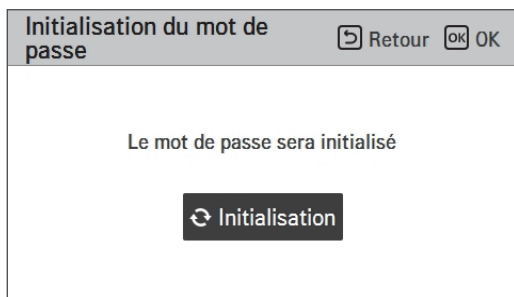 Initialisation du mot de
passe
Retour OK OK
Le mot de passe sera initialisé
Initialisation